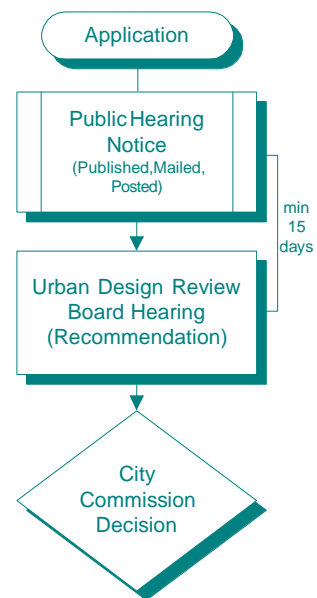 Application
Public Hearing
Notice
(Published, Mailed,
Posted)
min
15
days
Urban Design Review
Board Hearing
(Recommendation)
City
Commission
Decision